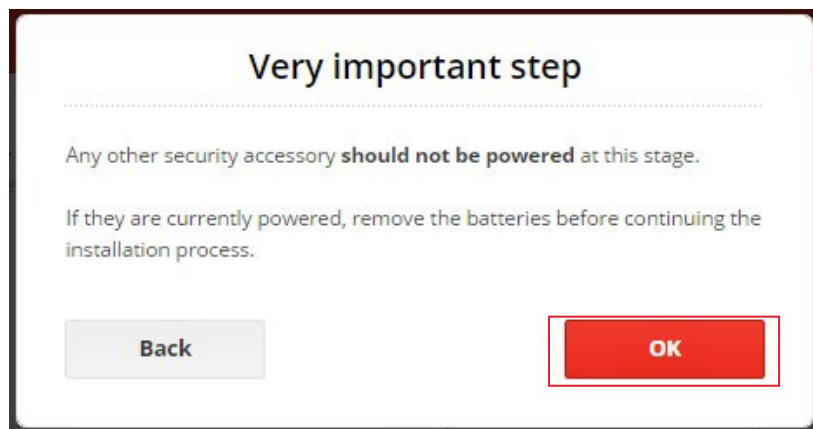 Very important step
Any other security accessory should not be powered at this stage.
If they are currently powered, remove the batteries before continuing the
installation process.
Back
OK